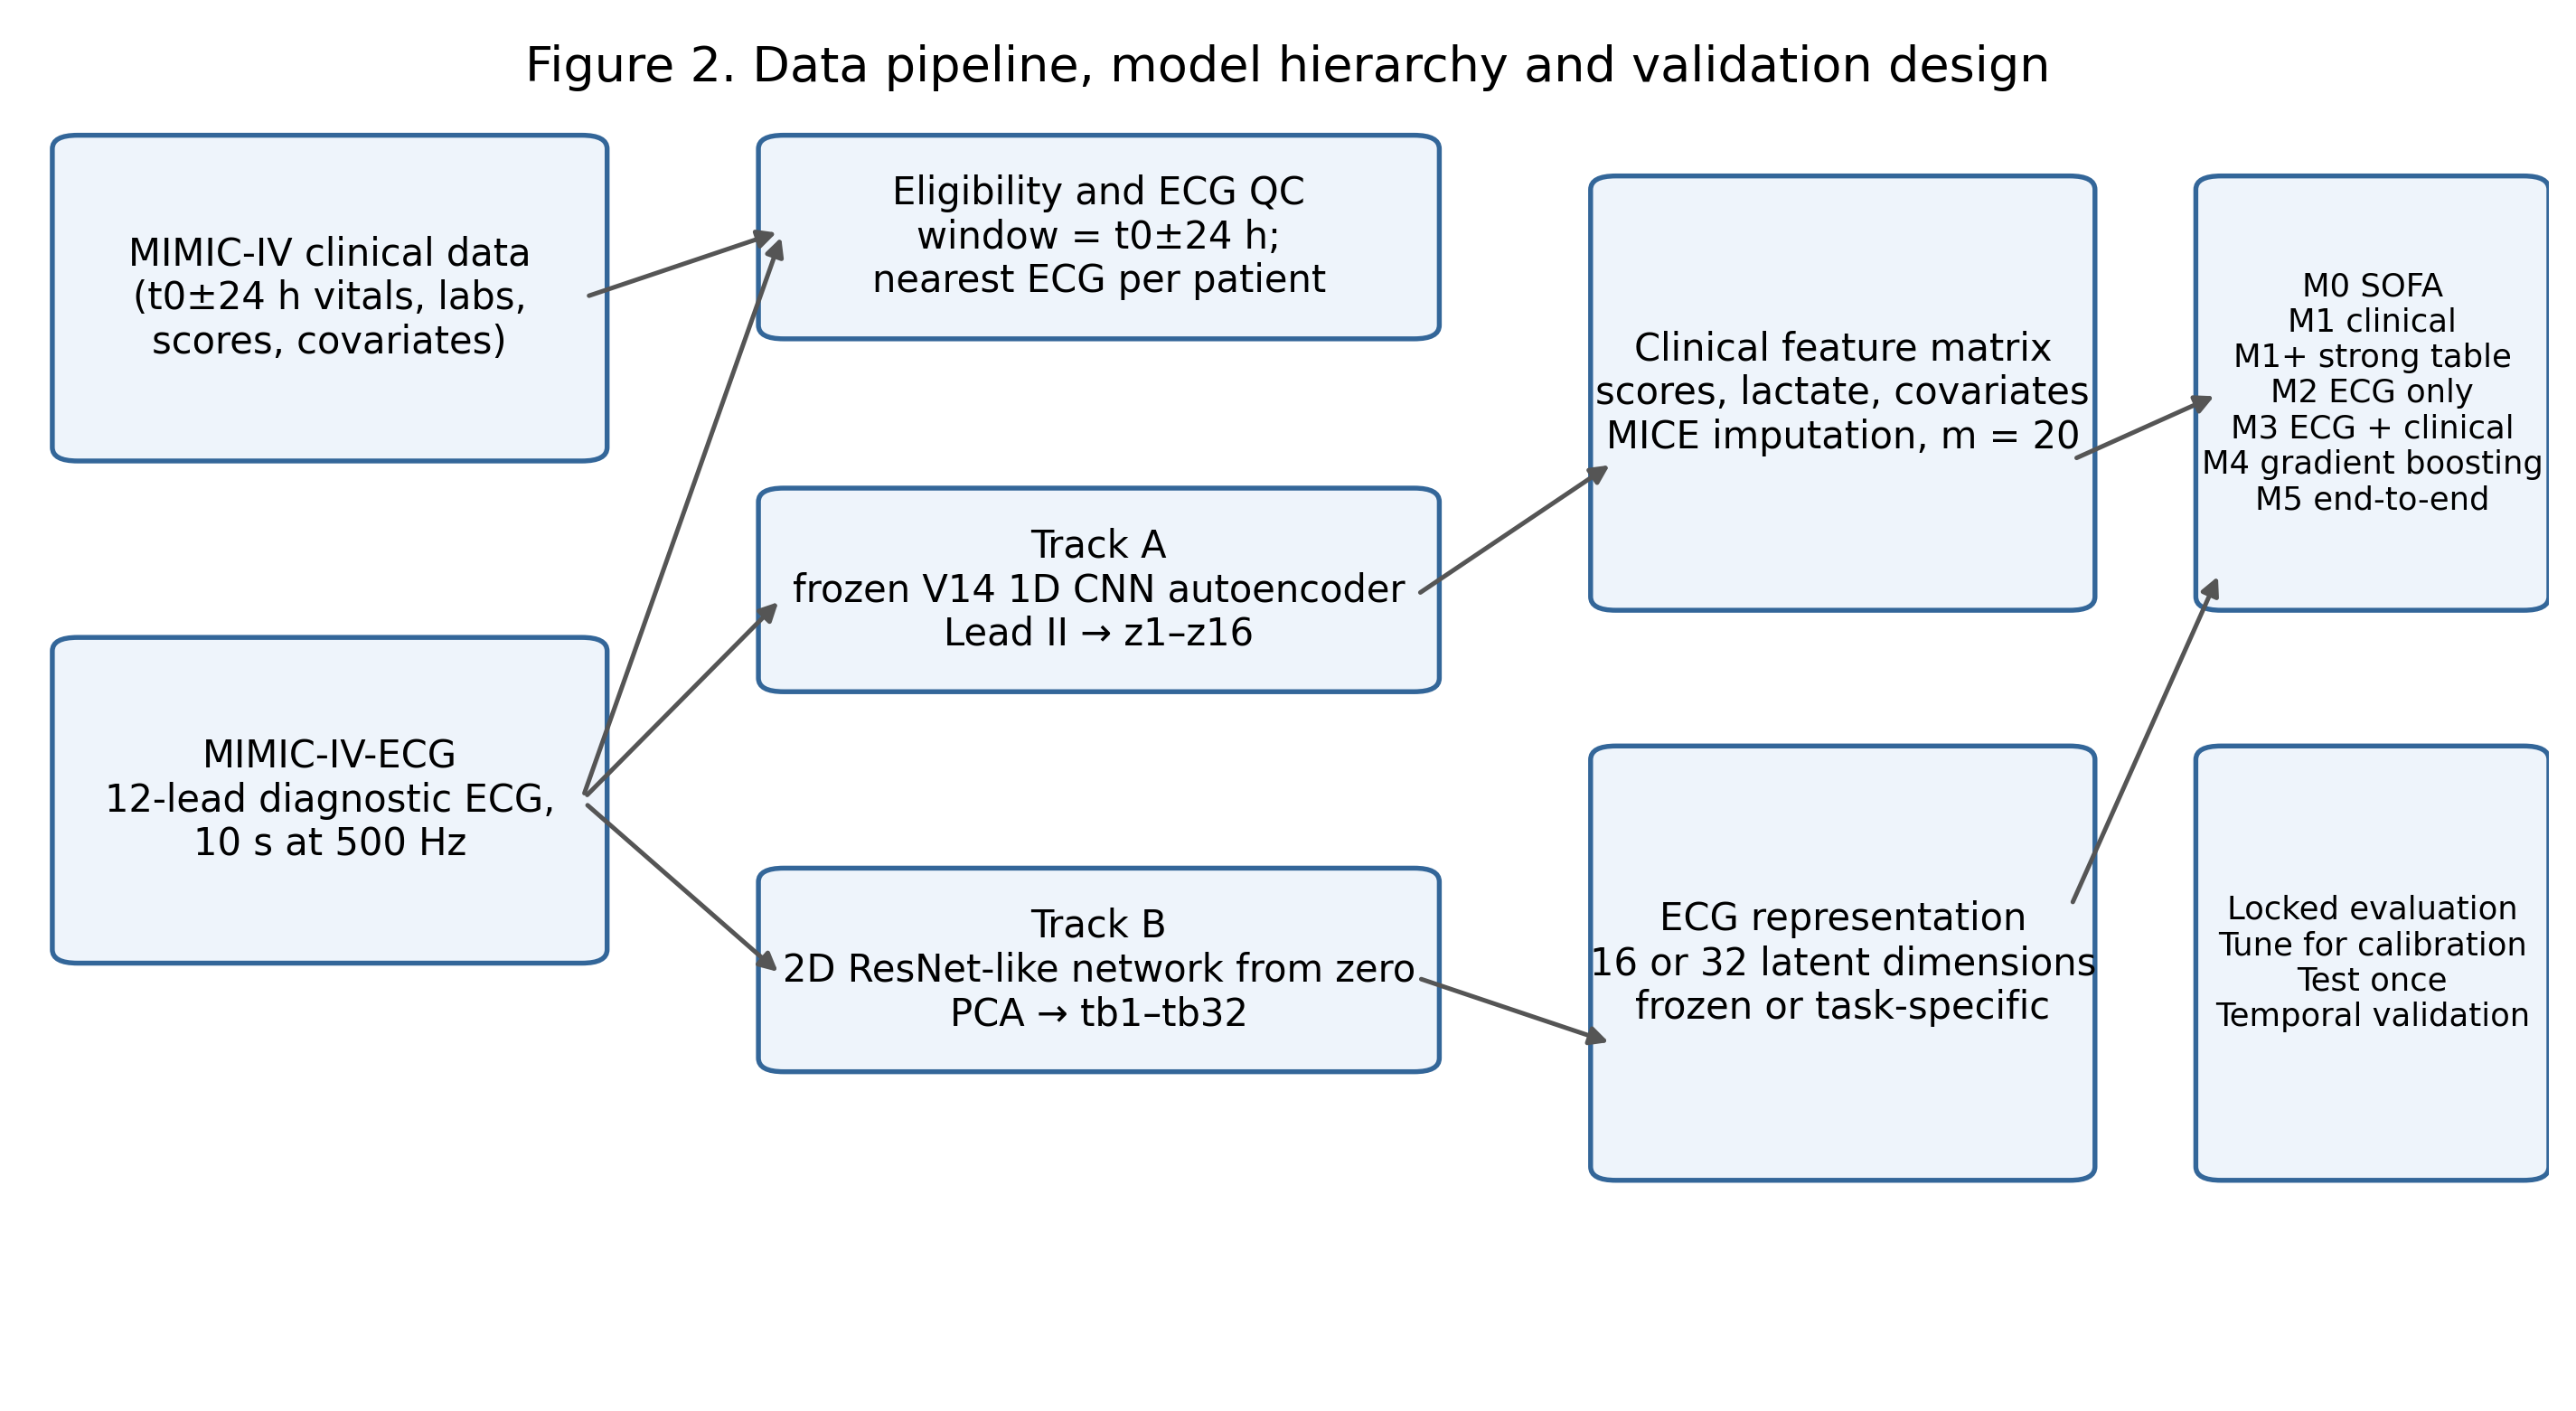 Figure 2. Data pipeline, model hierarchy and validation design
MIMIC-IV clinical data
(t0±24 h vitals, labs,
scores, covariates)
MIMIC-IV-ECG
12-lead diagnostic ECG,
10 s at 500 Hz
Eligibility and ECG QC
window = t0±24 h;
nearest ECG per patient
Track A
frozen V14 1D CNN autoencoder
Lead II → z1–z16
Track B
2D ResNet-like network from zero
PCA → tb1–tb32
Clinical feature matrix
scores, lactate, covariates
MICE imputation, m = 20
ECG representation
16 or 32 latent dimensions
frozen or task-specific
M0 SOFA
M1 clinical
M1+ strong table
M2 ECG only
M3 ECG + clinical
M4 gradient boosting
M5 end-to-end
Locked evaluation
Tune for calibration
Test once
Temporal validation